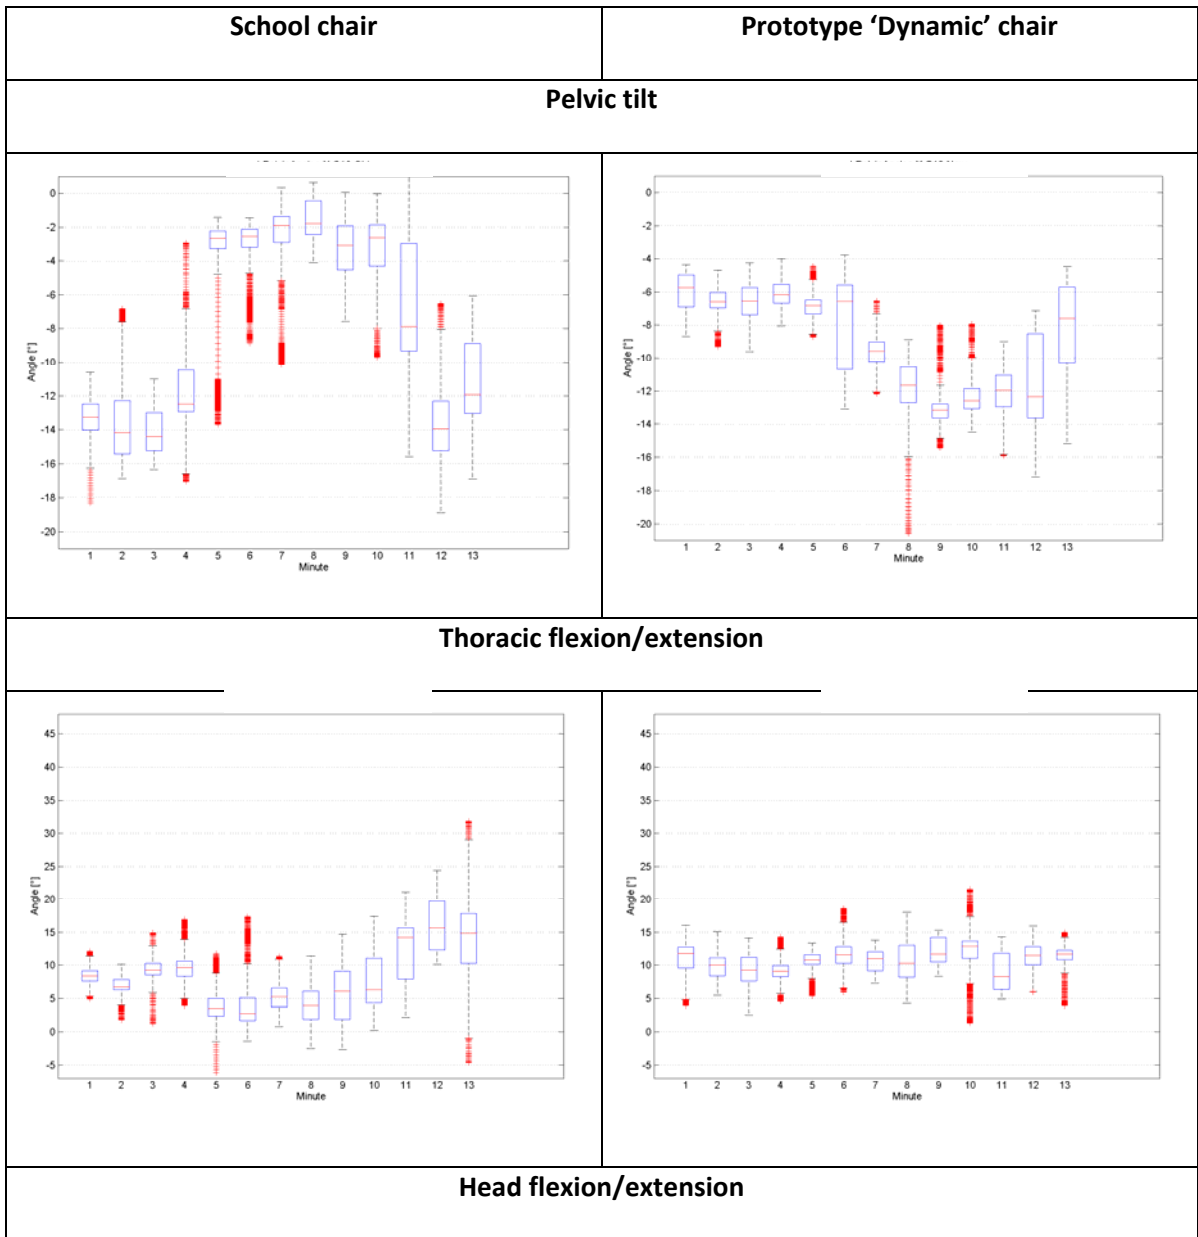 School chair
Prototype ‘Dynamic’ chair
Pelvic tilt
0
-2
-4
-6
-8
-10
-12
-14
-16
-18
-20
Angle [°]
1 2 3 4 5 6 7 8 9 10 11 12 13
Minute
0
-2
-4
-6
-8
-10
-12
-14
-16
-18
-20
Angle [°]
1 2 3 4 5 6 7 8 9 10 11 12 13
Minute
Thoracic flexion/extension
45
40
35
30
25
20
15
10
5
0
-5
Angle [°]
1 2 3 4 5 6 7 8 9 10 11 12 13
Minute
45
40
35
30
25
20
15
10
5
0
-5
Angle [°]
1 2 3 4 5 6 7 8 9 10 11 12 13
Minute
Head flexion/extension